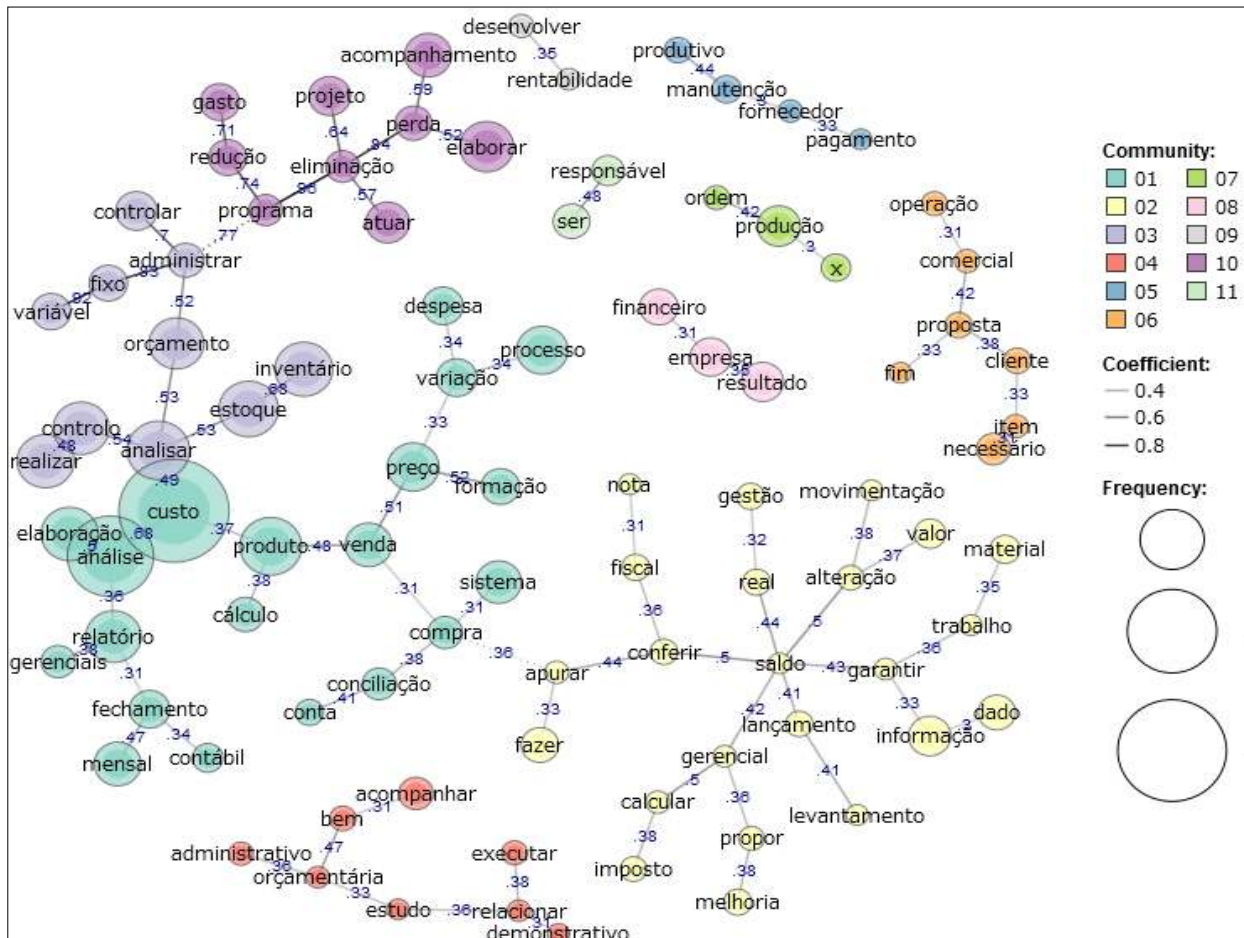 desenvolver
.35
rentabilidade
produtivo
.44
manutenção
.3
fornecedor
.33
pagamento
acompanhamento
.59
gasto
.71
projeto
.64
perda
.52
elaborar
.84
redução
.74
eliminação
.86
.57
programa
atuar
.77
controlar
.7
administrar
.83
fixo
.82
variável
.52
orçamento
.53
inventário
.68
estoque
.53
controlo
.54
analisar
.48
realizar
.49
responsável
.48
ser
ordem
.42
produção
.3
x
operação
.31
comercial
.42
proposta
.33
.38
fim
cliente
.33
item
.31
necessário
financeiro
.31
empresa
.35
resultado
despesa
.34
processo
.34
variação
.33
preço
.52
formação
.51
custo
elaboração
.68
análise
.37
produto
.48
venda
.38
cálculo
.31
sistema
.31
compra
.36
relatório
.38
gerenciais
.31
fechamento
.47
.34
mensal
contábil
.38
conciliação
.41
conta
.36
nota
.31
fiscal
.36
gestão
.32
real
.44
movimentação
.38
valor
.37
alteração
.5
material
.35
trabalho
.36
apurar
.44
conferir
.5
saldo
.43
garantir
.33
fazer
.33
informação
.3
dado
.42
.41
lançamento
.41
levantamento
gerencial
.5
.36
calcular
.38
imposto
propor
.38
melhoria
acompanhar
.31
bem
.47
administrativo
.36
orçamentária
.33
estudo
.36
relacionar
.38
executar
.31
demonstrativo
Community:
01 07
02 08
03 09
04 10
05 11
06
Coefficient:
0.4
0.6
0.8
Frequency: